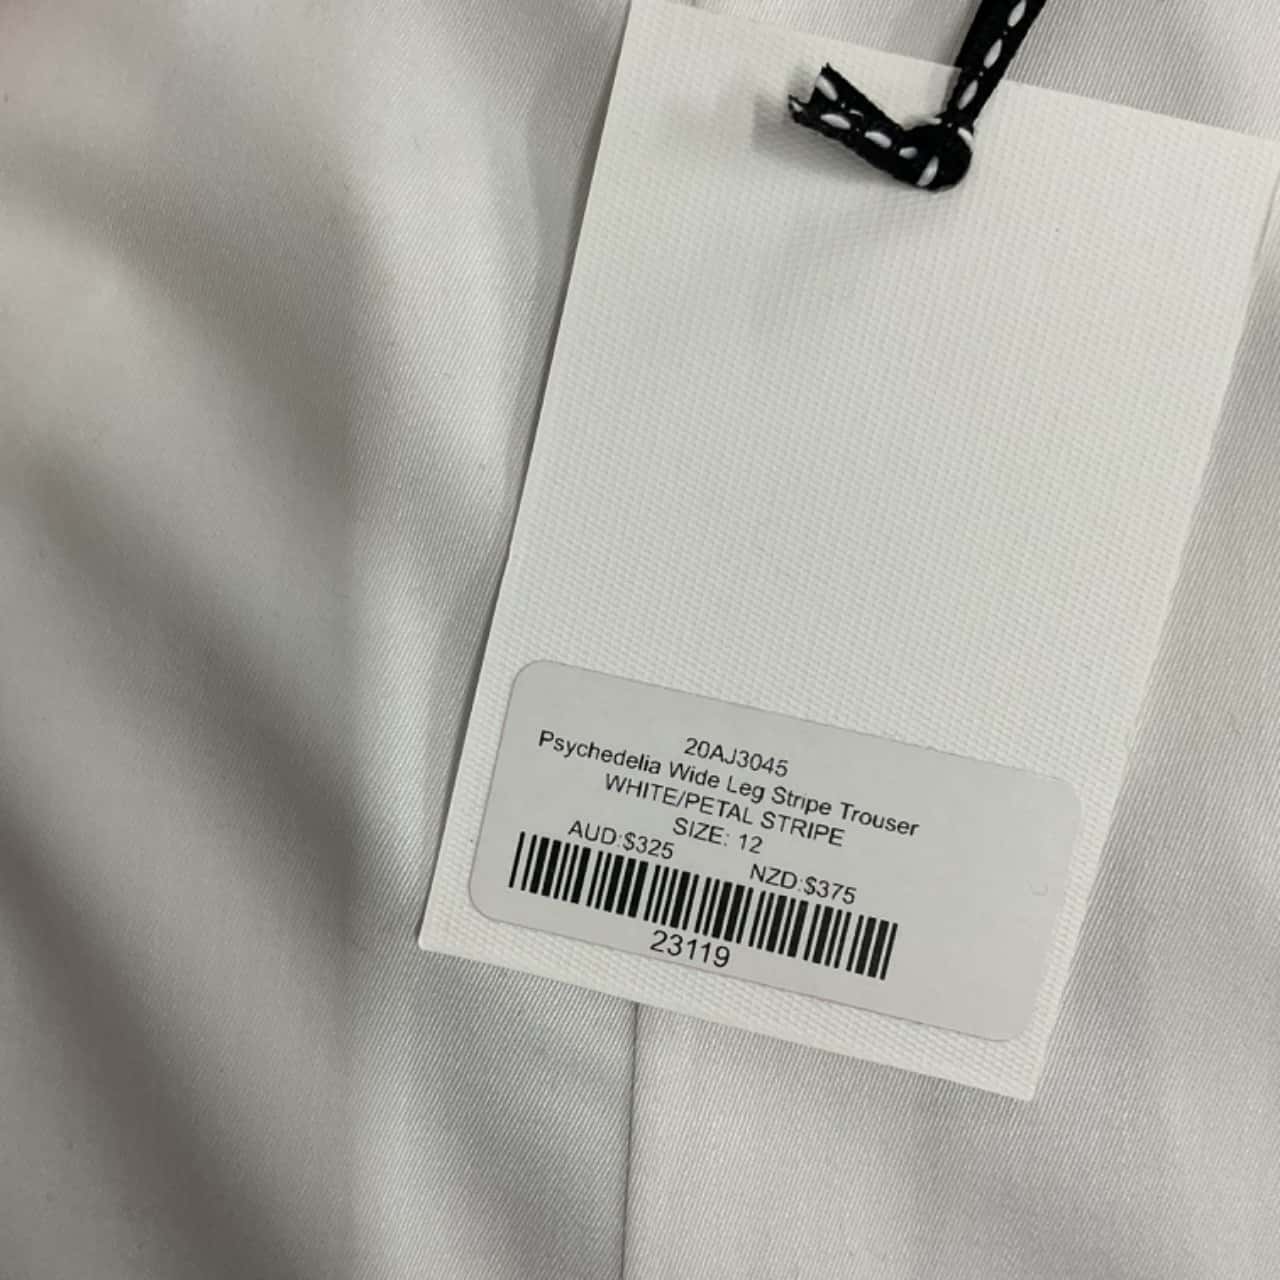 20AJ3045
Psychedelia Wide Leg Stripe Trouser
WHITE/PETAL STRIPE
SIZE: 12
AUD:$325 NZD:$375
23119